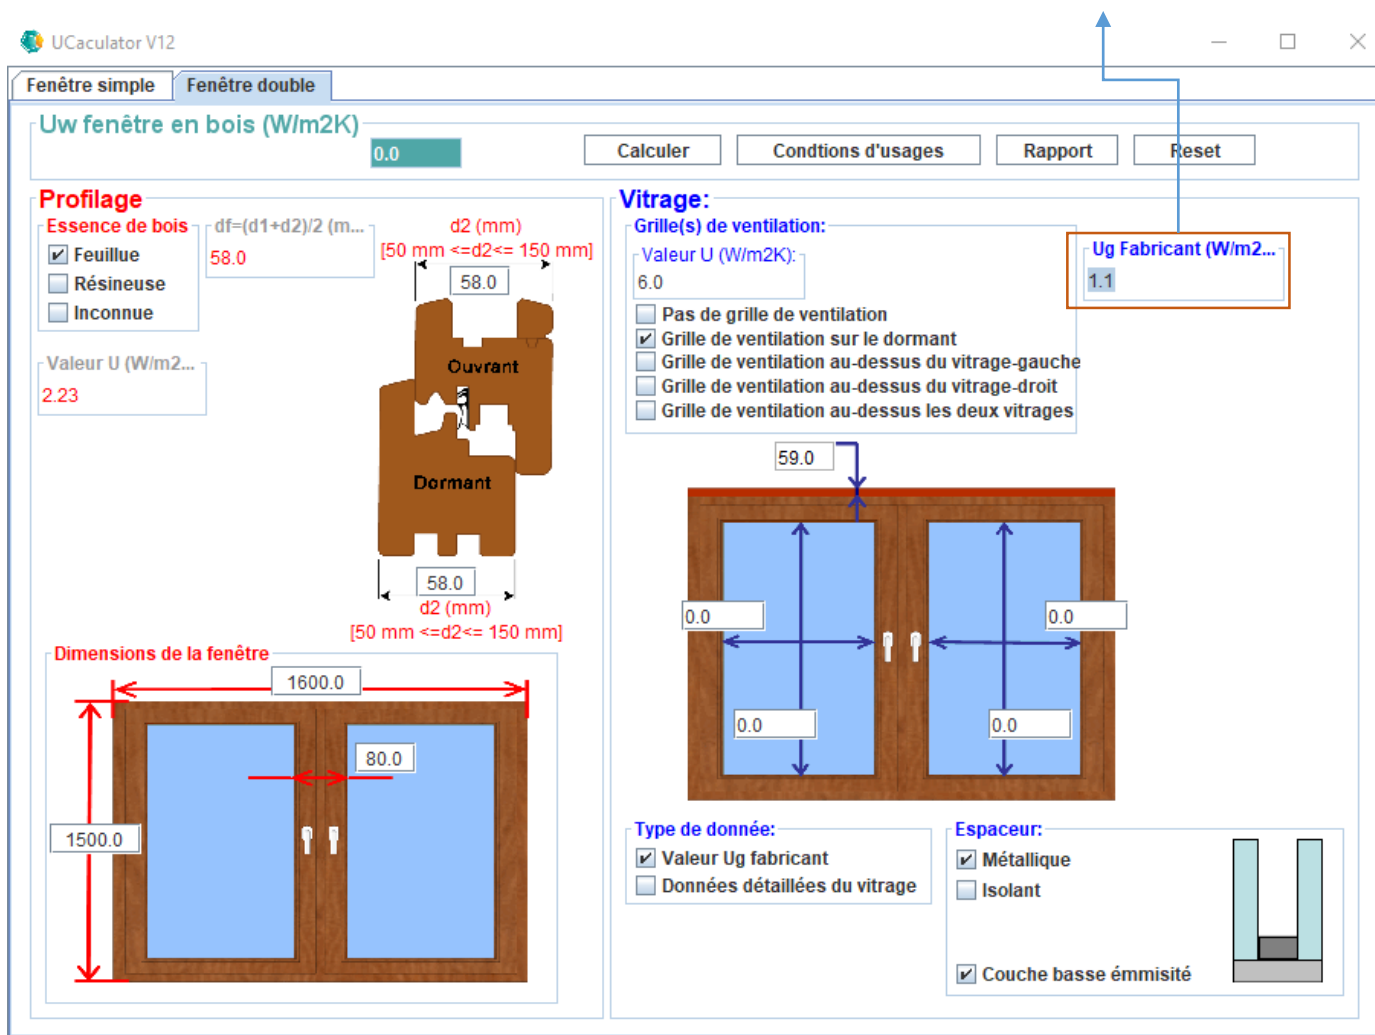 UCaculator V12
Fenêtre simple
Fenêtre double
Uw fenêtre en bois (W/m2K)
0.0
Calculer
Condtions d'usages
Rapport
Reset
Profilage
Essence de bois
Feuillue
Résineuse
Inconnue
df=(d1+d2)/2 (m...
58.0
Valeur U (W/m2...
2.23
d2 (mm)
[50 mm <=d2<= 150 mm]
58.0
Ouvrant
Dormant
58.0
d2 (mm)
[50 mm <=d2<= 150 mm]
Dimensions de la fenêtre
1600.0
80.0
1500.0
Vitrage:
Grille(s) de ventilation:
Valeur U (W/m2K):
6.0
Pas de grille de ventilation
Grille de ventilation sur le dormant
Grille de ventilation au-dessus du vitrage-gauche
Grille de ventilation au-dessus du vitrage-droit
Grille de ventilation au-dessus les deux vitrages
Ug Fabricant (W/m2...
1.1
59.0
0.0
0.0
0.0
0.0
Type de donnée:
Valeur Ug fabricant
Données détaillées du vitrage
Espaceur:
Métallique
Isolant
Couche basse émmisité